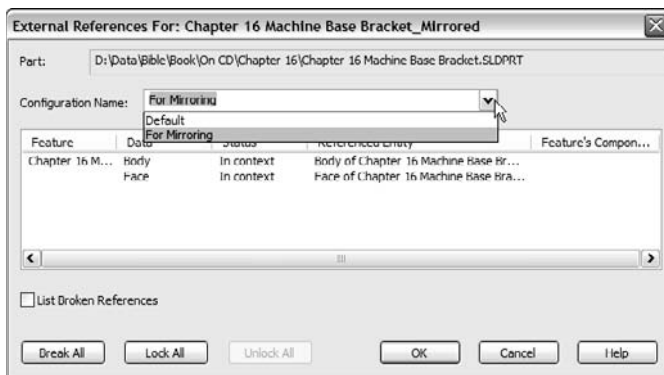 External References For: Chapter 16 Machine Base Bracket_Mirrored
Part: D:\Data\Bible\Book\On CD\Chapter 16\Chapter 16 Machine Base Bracket.SLDPRT
Configuration Name: For Mirroring
Default
For Mirroring
Feature Data Status Referenced Entity Feature's Compon...
Chapter 16 M... Body In context Body of Chapter 16 Machine Base Br...
Face In context Face of Chapter 16 Machine Base Bra...
List Broken References
Break All Lock All Unlock All OK Cancel Help